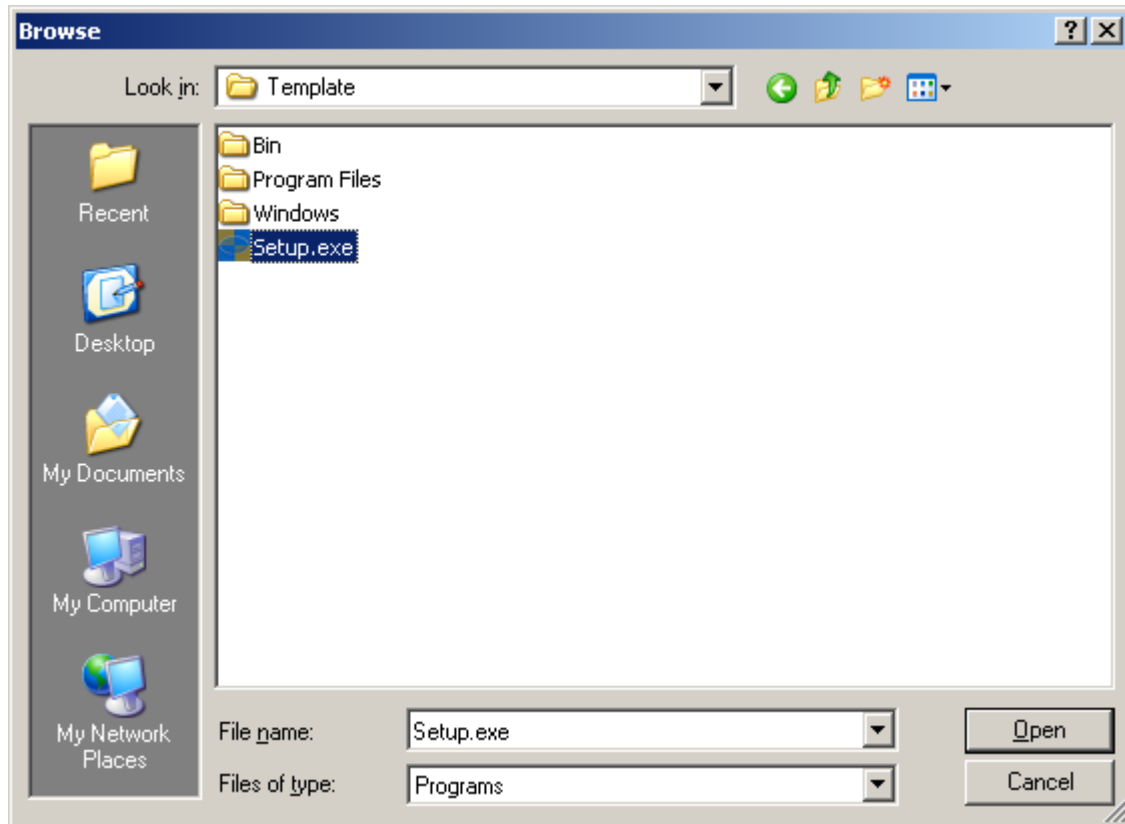 Browse
Look in: Template
Bin
Program Files
Windows
Setup.exe
Recent
Desktop
My Documents
My Computer
My Network
Places
File name: Setup.exe Open
Files of type: Programs Cancel